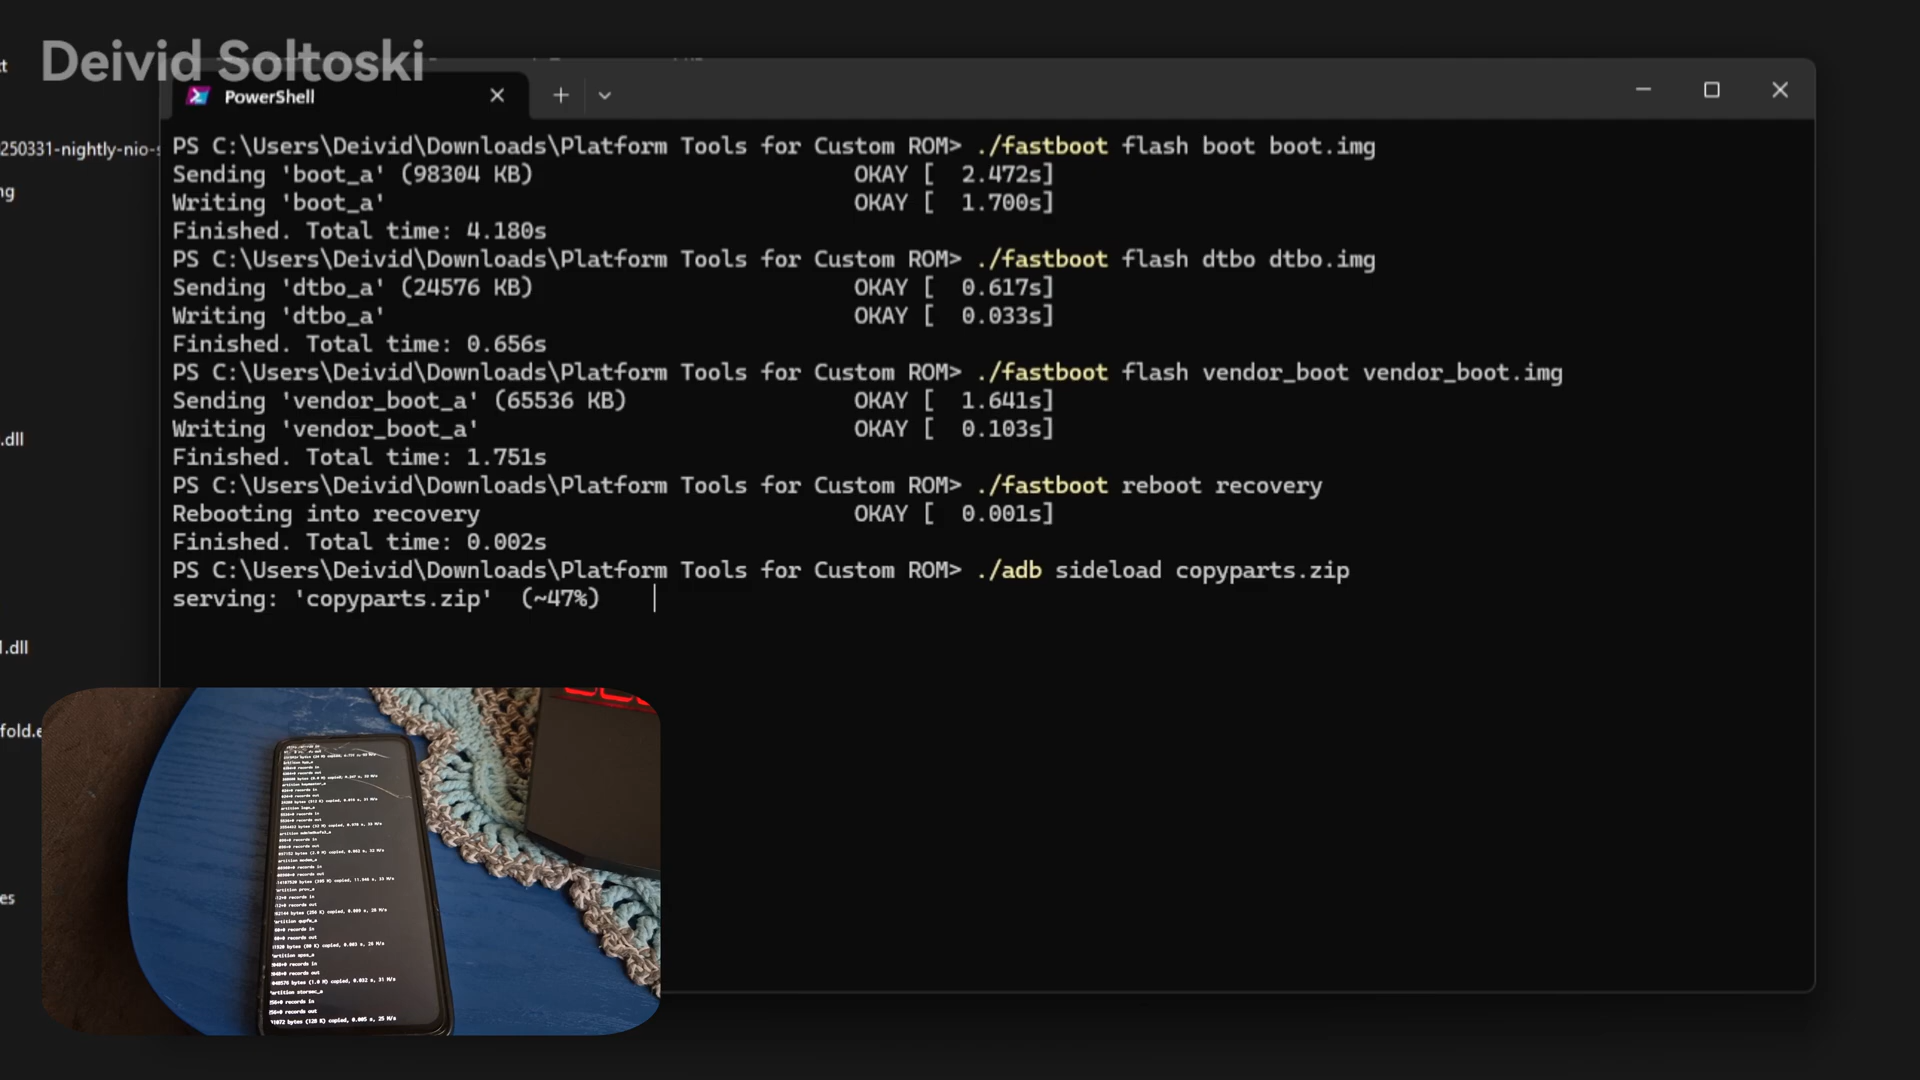 Deivid Soltoski
PowerShell
PS C:\Users\Deivid\Downloads\Platform Tools for Custom ROM> ./fastboot flash boot boot.img
Sending 'boot_a' (98304 KB) OKAY [ 2.472s]
Writing 'boot_a' OKAY [ 1.700s]
Finished. Total time: 4.180s
PS C:\Users\Deivid\Downloads\Platform Tools for Custom ROM> ./fastboot flash dtbo dtbo.img
Sending 'dtbo_a' (24576 KB) OKAY [ 0.617s]
Writing 'dtbo_a' OKAY [ 0.033s]
Finished. Total time: 0.656s
PS C:\Users\Deivid\Downloads\Platform Tools for Custom ROM> ./fastboot flash vendor_boot vendor_boot.img
Sending 'vendor_boot_a' (65536 KB) OKAY [ 1.641s]
Writing 'vendor_boot_a' OKAY [ 0.103s]
Finished. Total time: 1.751s
PS C:\Users\Deivid\Downloads\Platform Tools for Custom ROM> ./fastboot reboot recovery
Rebooting into recovery OKAY [ 0.001s]
Finished. Total time: 0.002s
PS C:\Users\Deivid\Downloads\Platform Tools for Custom ROM> ./adb sideload copyparts.zip
serving: 'copyparts.zip' (~47%)
250331-nightly-nio-s
ng
.dll
l.dll
fold.e
es